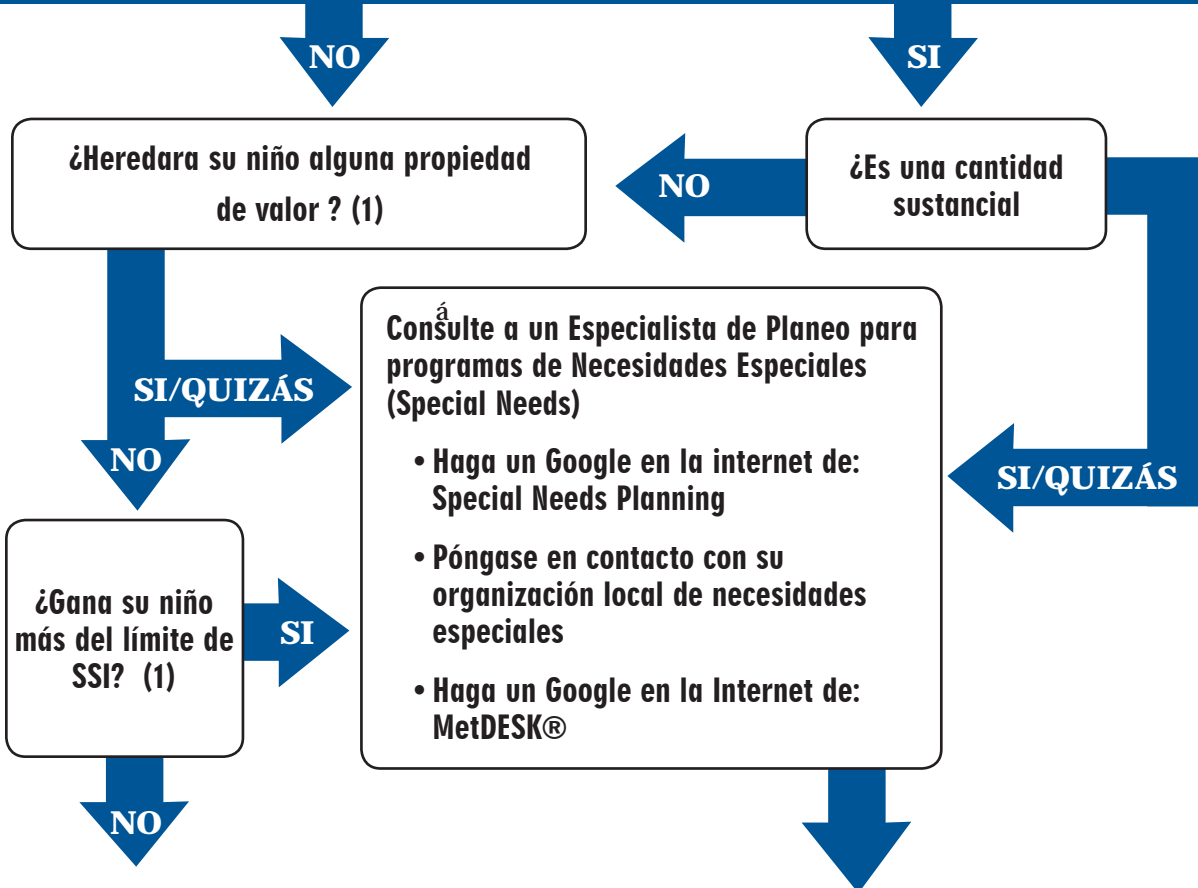 NO
SI
¿Heredara su niño alguna propiedad
de valor ? (1)
NO
¿Es una cantidad
sustancial
SI/QUIZÁS
NO
Consulte a un Especialista de Planeo para
á
programas de Necesidades Especiales
(Special Needs)
• Haga un Google en la internet de:
Special Needs Planning
• Póngase en contacto con su
organización local de necesidades
especiales
• Haga un Google en la Internet de:
MetDESK®
SI/QUIZÁS
¿Gana su niño
más del límite de
SSI? (1)
SI
NO